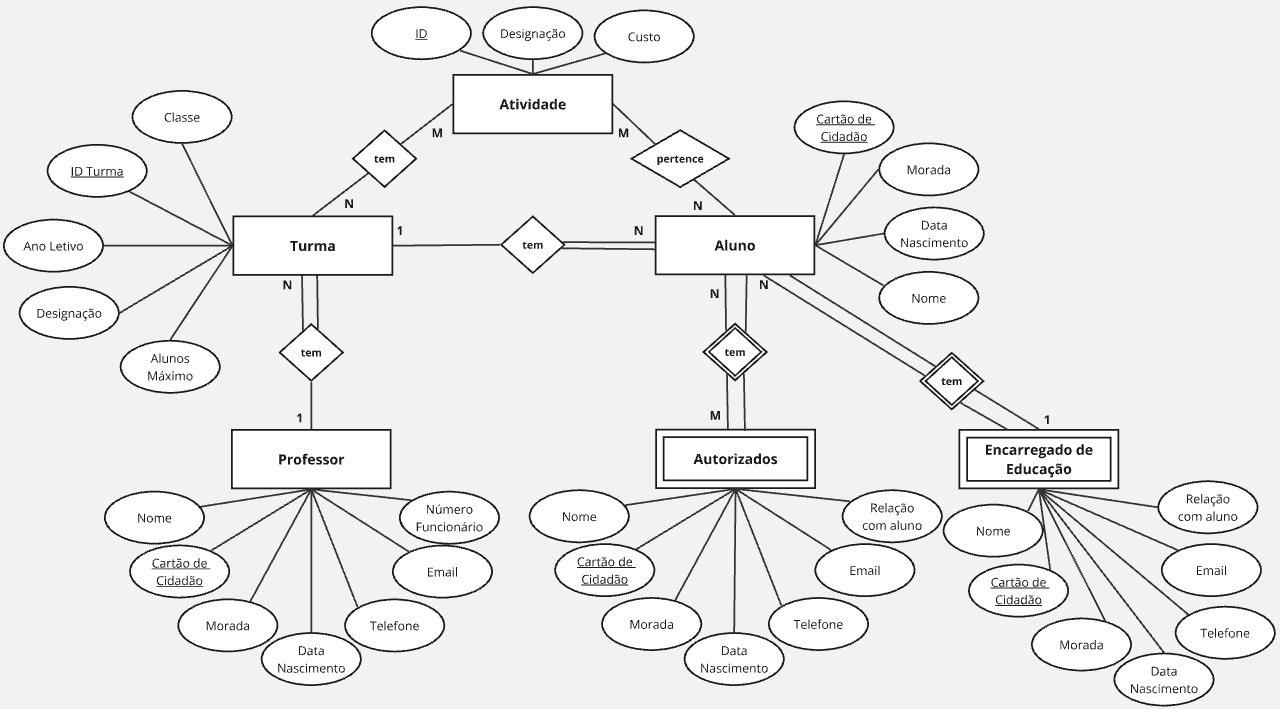 ID
Designação
Custo
Atividade
Classe
Cartão de
Cidadão
M
M
tem
pertence
ID Turma
Morada
N
N
Ano Letivo
Turma
1
tem
N
Aluno
Data
Nascimento
Designação
N
N
N
Nome
Alunos
Máximo
tem
tem
tem
1
M
1
Professor
Autorizados
Encarregado de
Educação
Nome
Número
Funcionário
Cartão de
Cidadão
Email
Morada
Telefone
Data
Nascimento
Nome
Relação
com aluno
Cartão de
Cidadão
Email
Morada
Telefone
Data
Nascimento
Nome
Relação
com aluno
Cartão de
Cidadão
Email
Morada
Telefone
Data
Nascimento